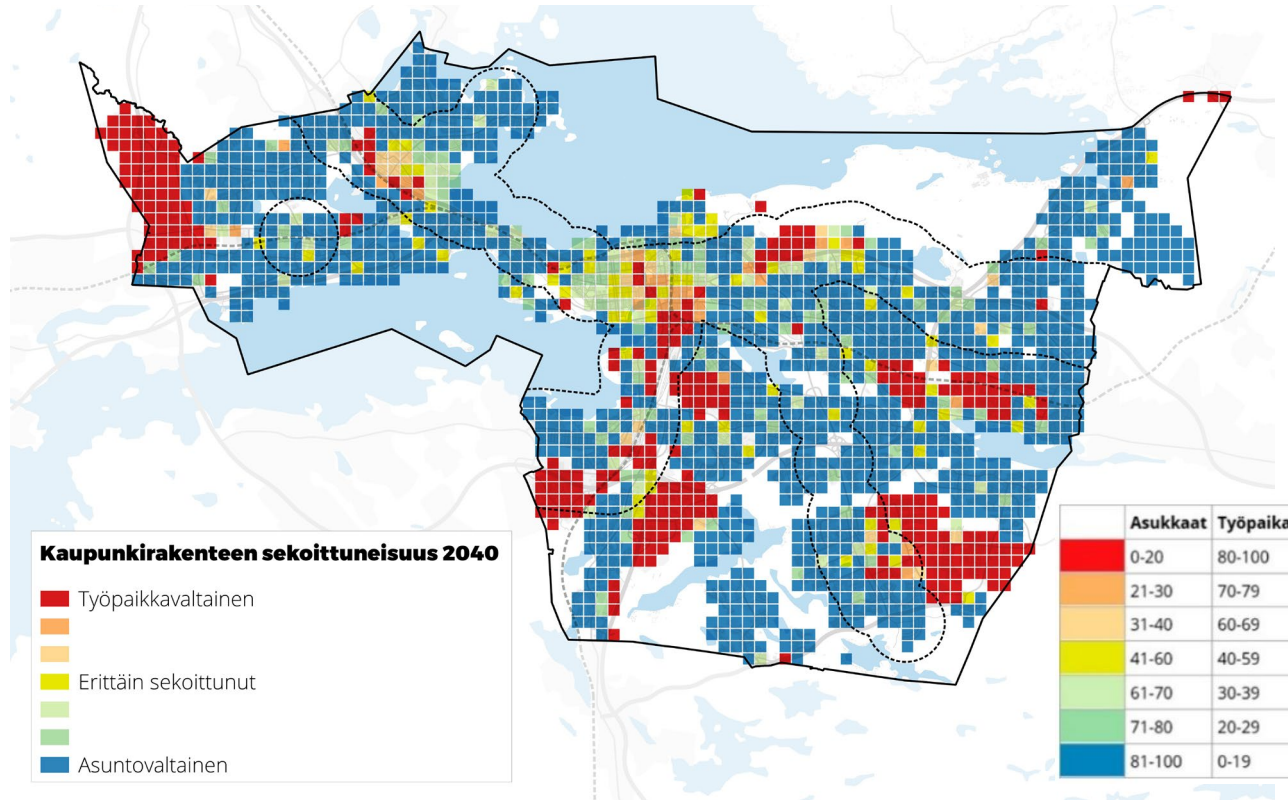 Kaupunkirakenteen sekoittuneisuus 2040
Työpaikkavaltainen
Erittäin sekoittunut
Asuntovaltainen
Asukkaat Työpaika
0-20 80-100
21-30 70-79
31-40 60-69
41-60 40-59
61-70 30-39
71-80 20-29
81-100 0-19